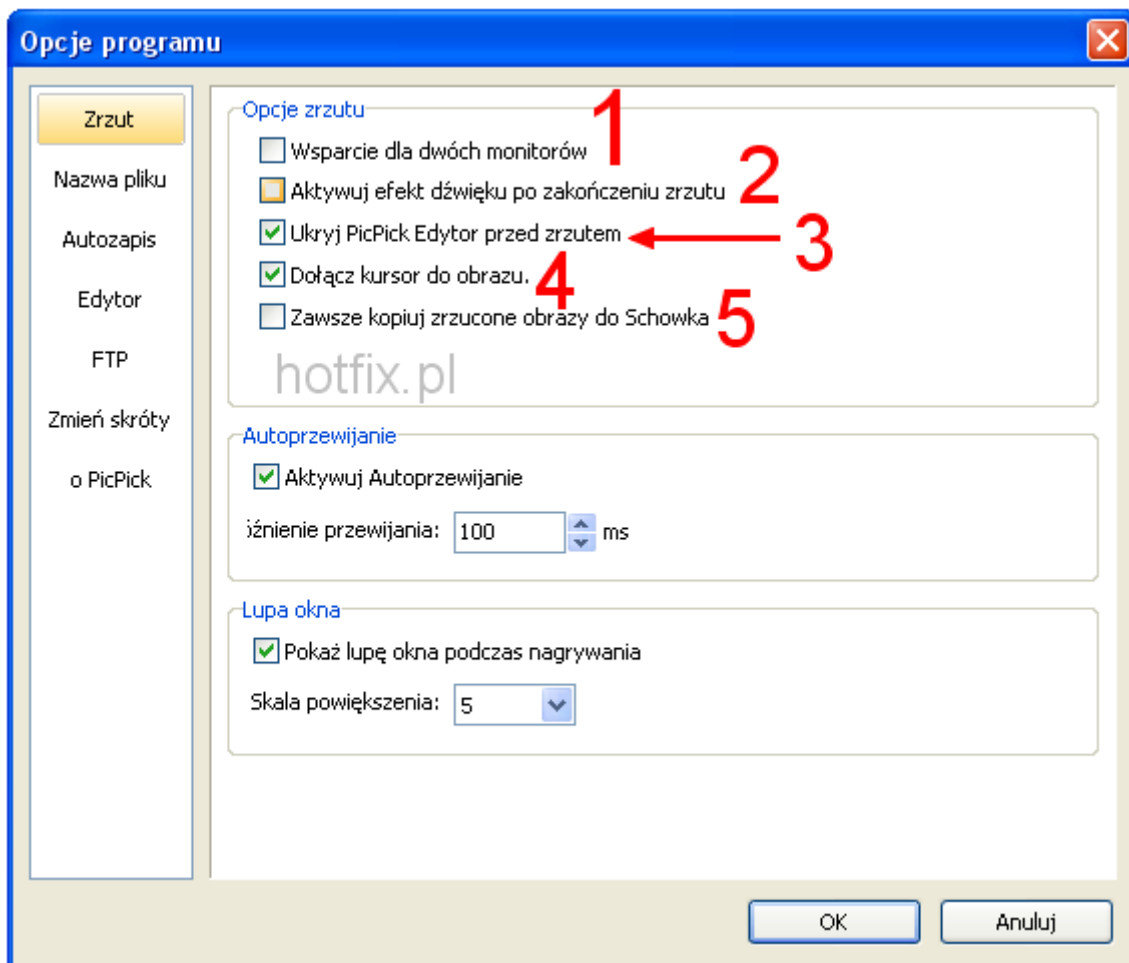 Opcje programu
Zrzut
Nazwa pliku
Autozapis
Edytor
FTP
Zmień skróty
o PicPick
Opcje zrzutu
Wsparcie dla dwóch monitorów 1
Aktywuj efekt dźwięku po zakończeniu zrzutu 2
Ukryj PicPick Edytor przed zrzutem 3
Dołącz kursor do obrazu. 4
Zawsze kopiuj zrzucone obrazy do Schowka 5
hotfix.pl
Autoprzewijanie
Aktywuj Autoprzewijanie
óźnienie przewijania: 100 ms
Lupa okna
Pokaż lupę okna podczas nagrywania
Skala powiększenia: 5
OK Anuluj